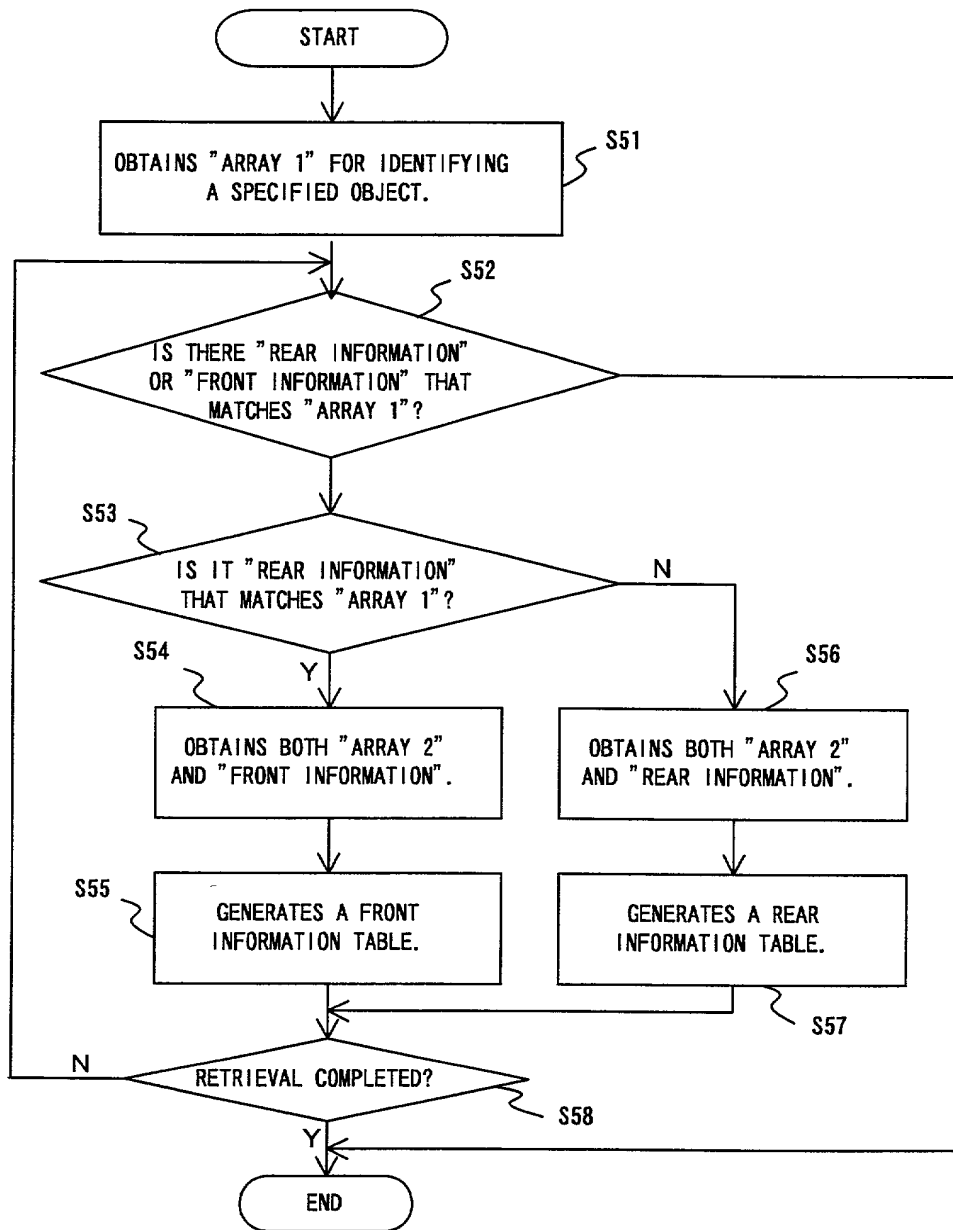 START
S51
OBTAINS "ARRAY 1" FOR IDENTIFYING
A SPECIFIED OBJECT.
S52
IS THERE "REAR INFORMATION"
OR "FRONT INFORMATION" THAT
MATCHES "ARRAY 1"?
S53
IS IT "REAR INFORMATION"
THAT MATCHES "ARRAY 1"?
N
Y
S54
S56
OBTAINS BOTH "ARRAY 2"
AND "FRONT INFORMATION".
OBTAINS BOTH "ARRAY 2"
AND "REAR INFORMATION".
S55
GENERATES A FRONT
INFORMATION TABLE.
GENERATES A REAR
INFORMATION TABLE.
S57
N
RETRIEVAL COMPLETED?
S58
Y
END